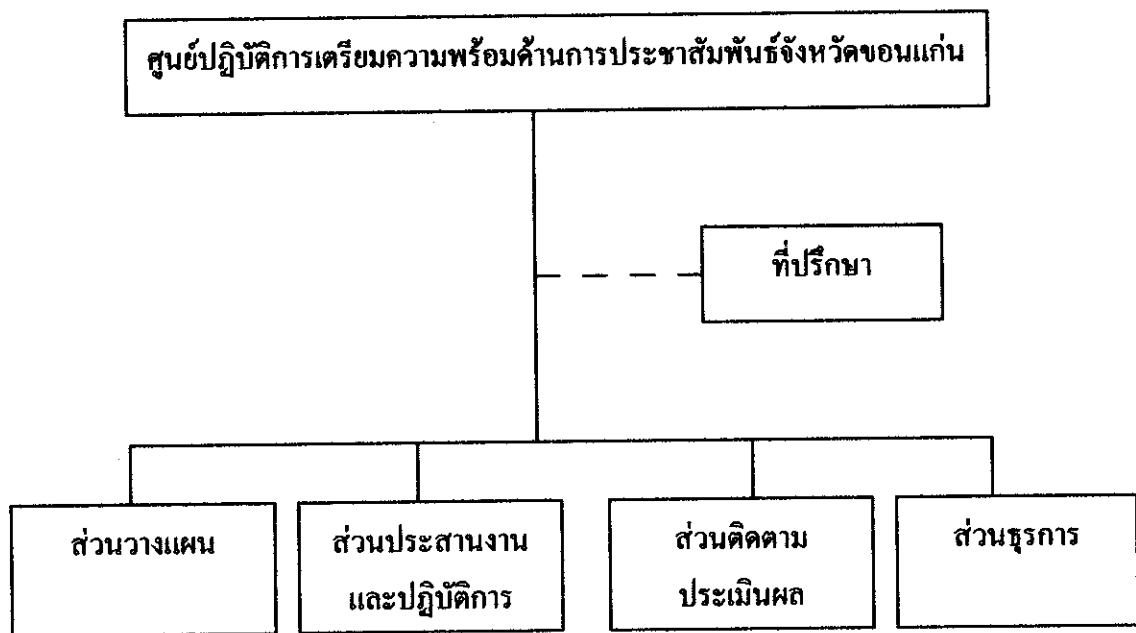 ศูนย์ปฏิบัติการเตรียมความพร้อมด้านการประชาสัมพันธ์จังหวัดขอนแก่น
ที่ปรึกษา
ส่วนวางแผน
ส่วนประสานงาน
และปฏิบัติการ
ส่วนติดตาม
ประเมินผล
ส่วนธุรการ